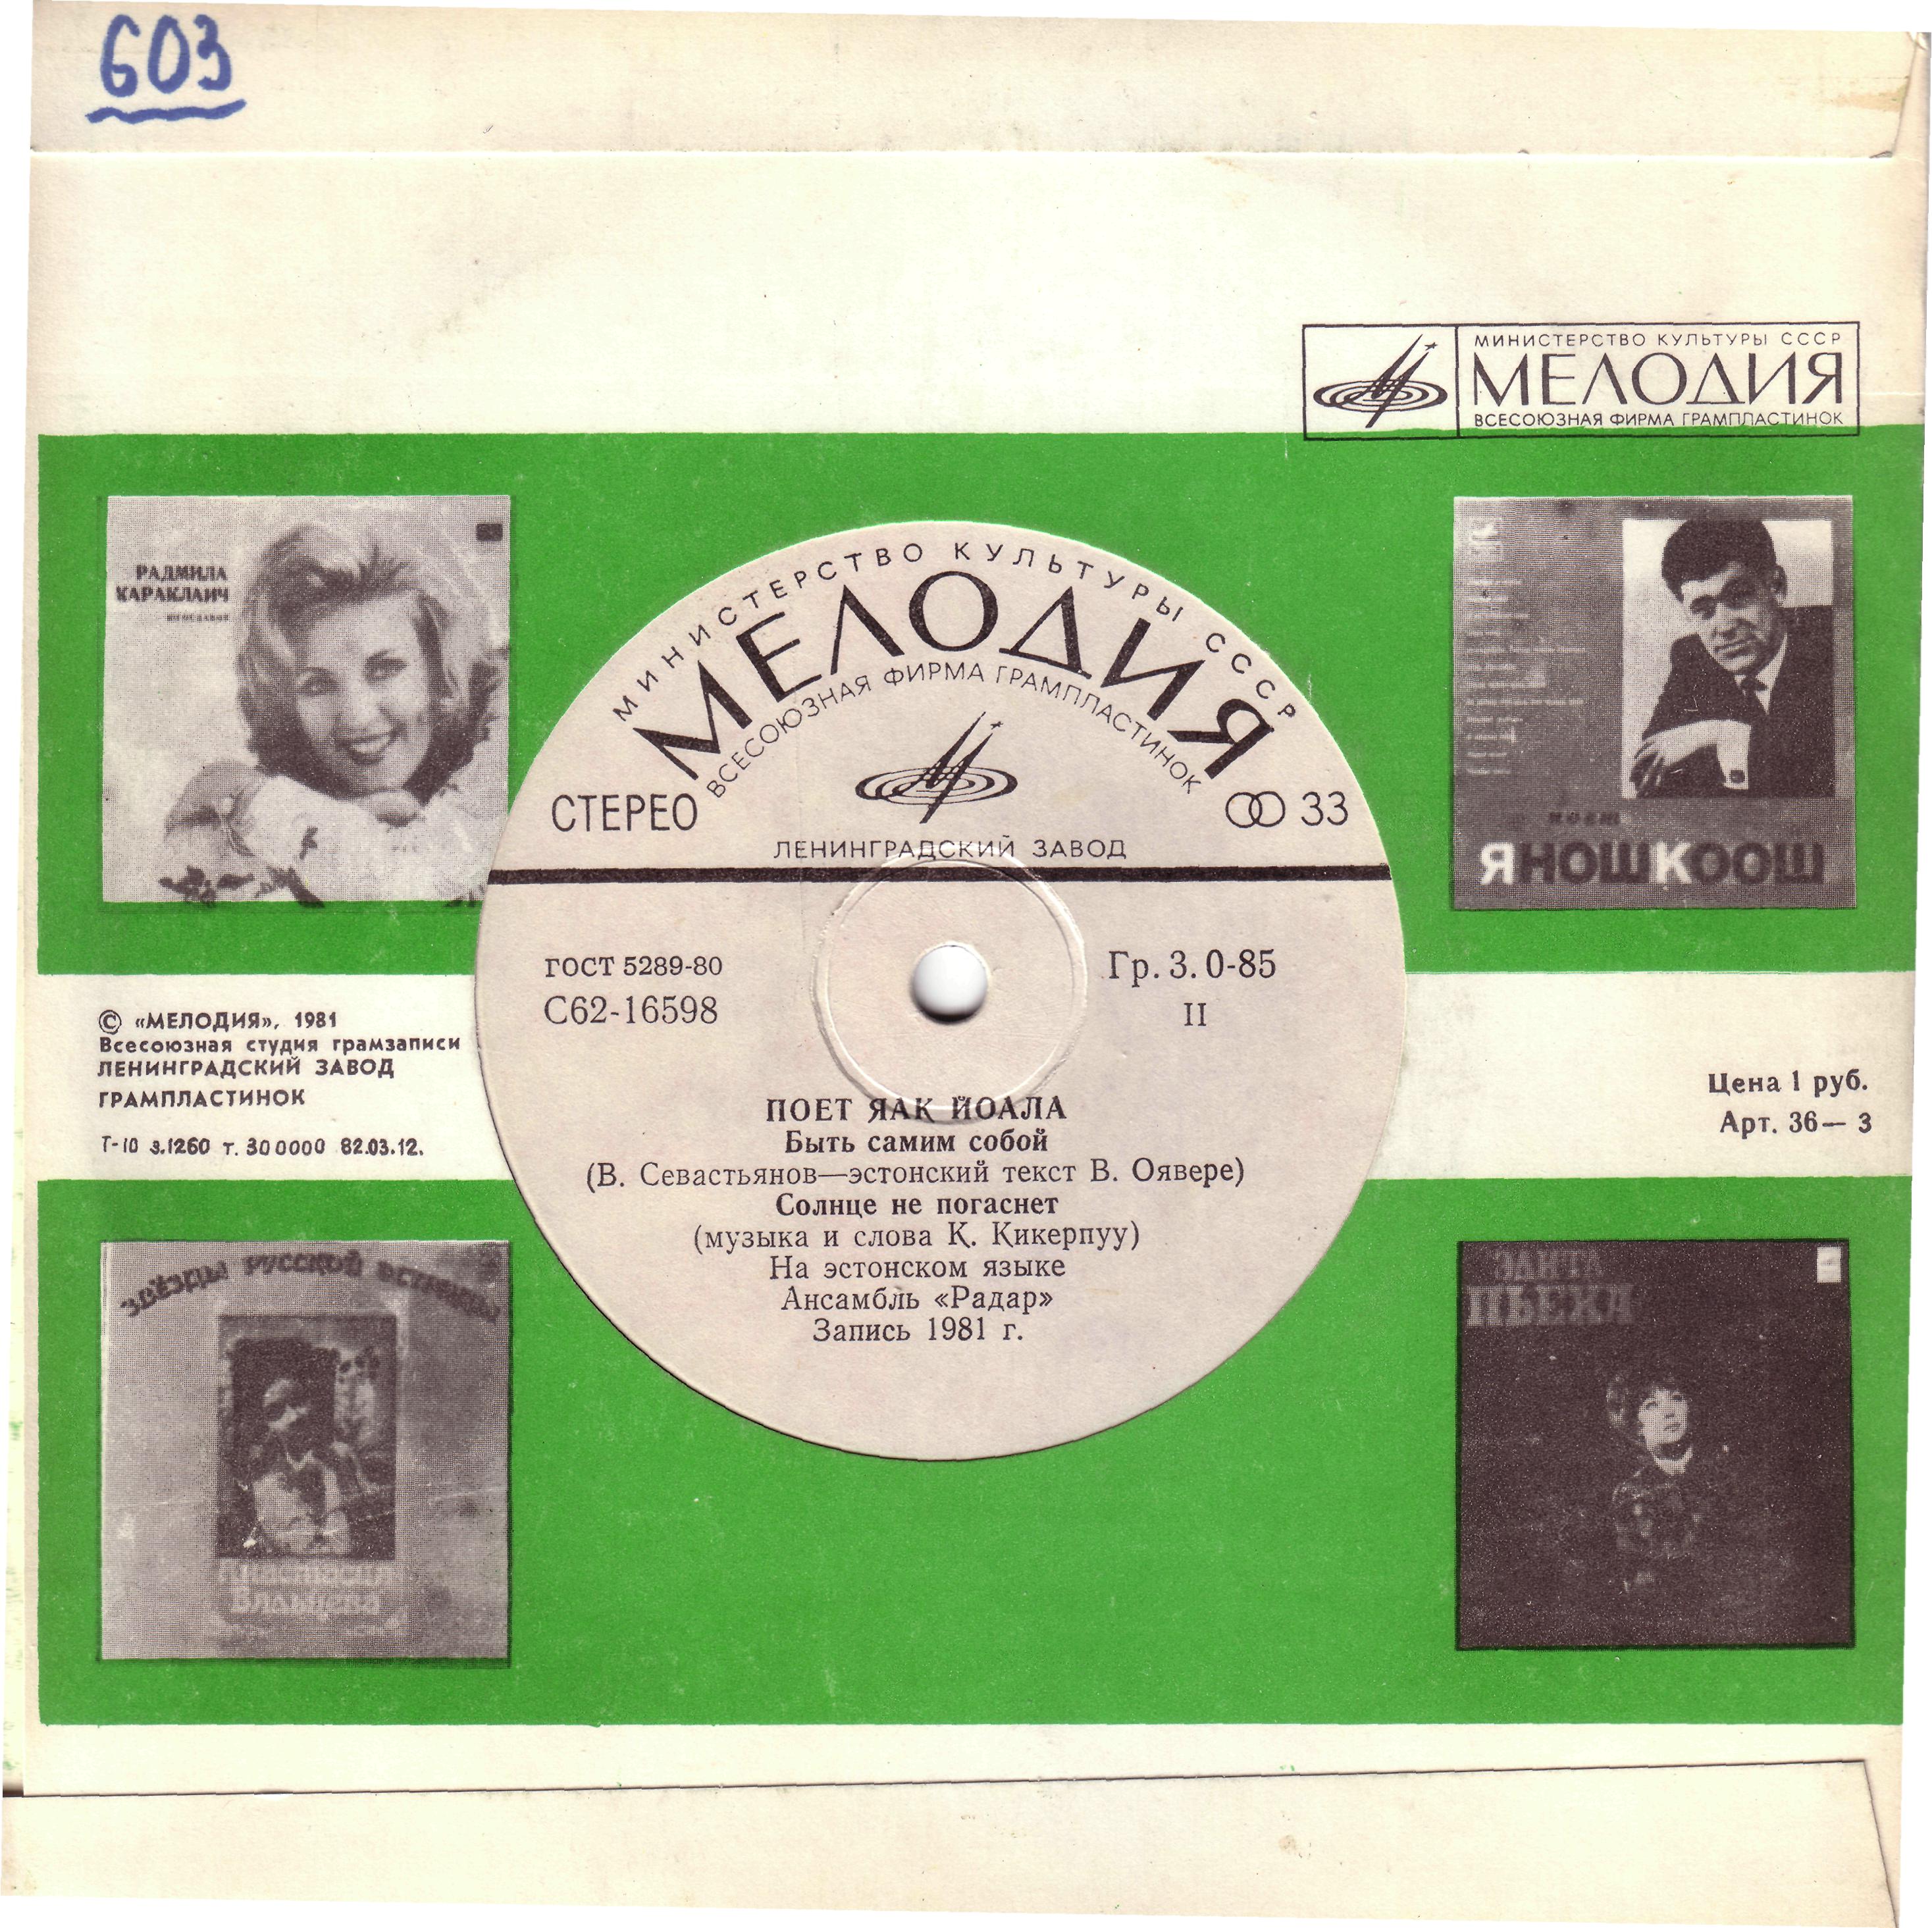 603
МИНИСТЕРСТВО КУЛЬТУРЫ СССР
МЕЛОДИЯ
ВСЕСОЮЗНАЯ ФИРМА ГРАМПЛАСТИНОК
РАДМИЛА
КАРАКЛАИЧ
ЯНОШ КООШ
МИНИСТЕРСТВО КУЛЬТУРЫ СССР
МЕЛОДИЯ
ВСЕСОЮЗНАЯ ФИРМА ГРАМПЛАСТИНОК
СТЕРЕО
33
ЛЕНИНГРАДСКИЙ ЗАВОД
ГОСТ 5289-80
Гр. 3. 0-85
С62-16598
II
ПОЕТ ЯАК ЙОАЛА
Быть самим собой
(В. Севастьянов—эстонский текст В. Оявере)
Солнце не погаснет
(музыка и слова К. Кикерпуу)
На эстонском языке
Ансамбль «Радар»
Запись 1981 г.
© «МЕЛОДИЯ», 1981
Всесоюзная студия грамзаписи
ЛЕНИНГРАДСКИЙ ЗАВОД
ГРАМПЛАСТИНОК
Т-10 з.1260 т. 300000 82.03.12.
Цена 1 руб.
Арт. 36— 3
ЗВЁЗДЫ РУССКОЙ ЭСТРАДЫ
Анастасия
Вяльцева
ЭДИТА
ПЬЕХА